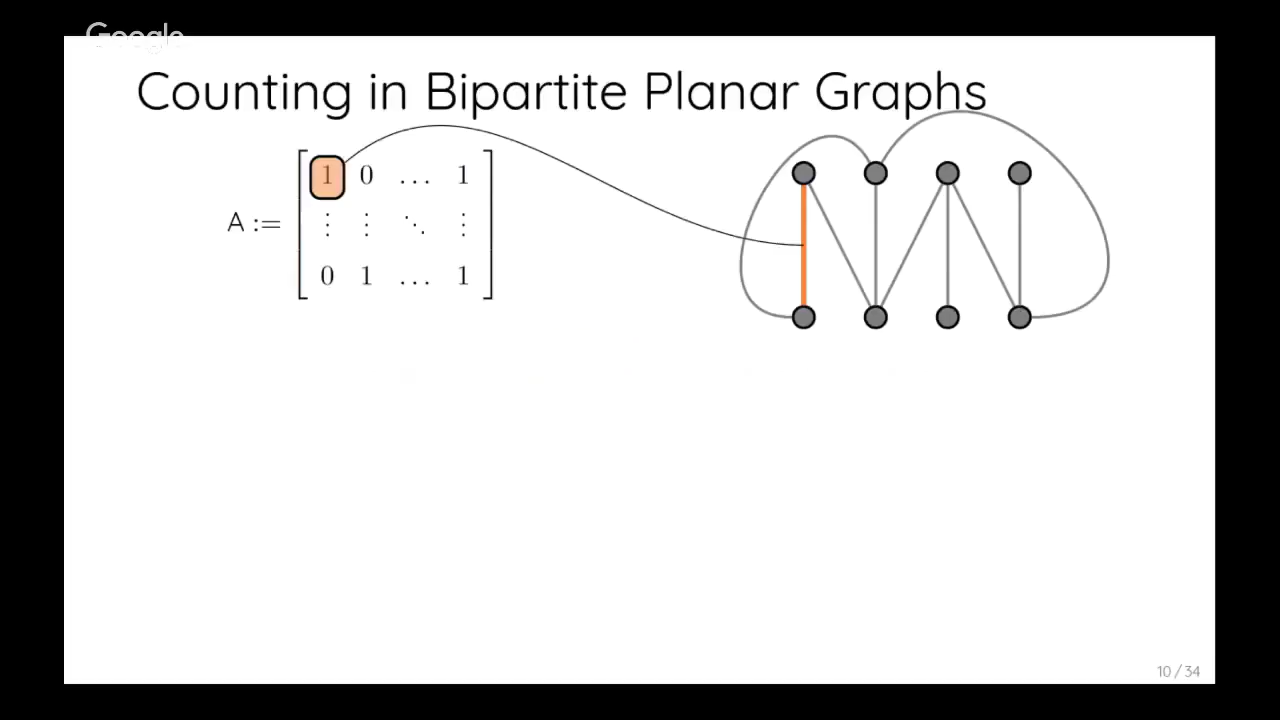 Google
Counting in Bipartite Planar Graphs
A := [ 1 0 … 1
⋮ ⋮ ⋱ ⋮
0 1 … 1 ]
10 / 34